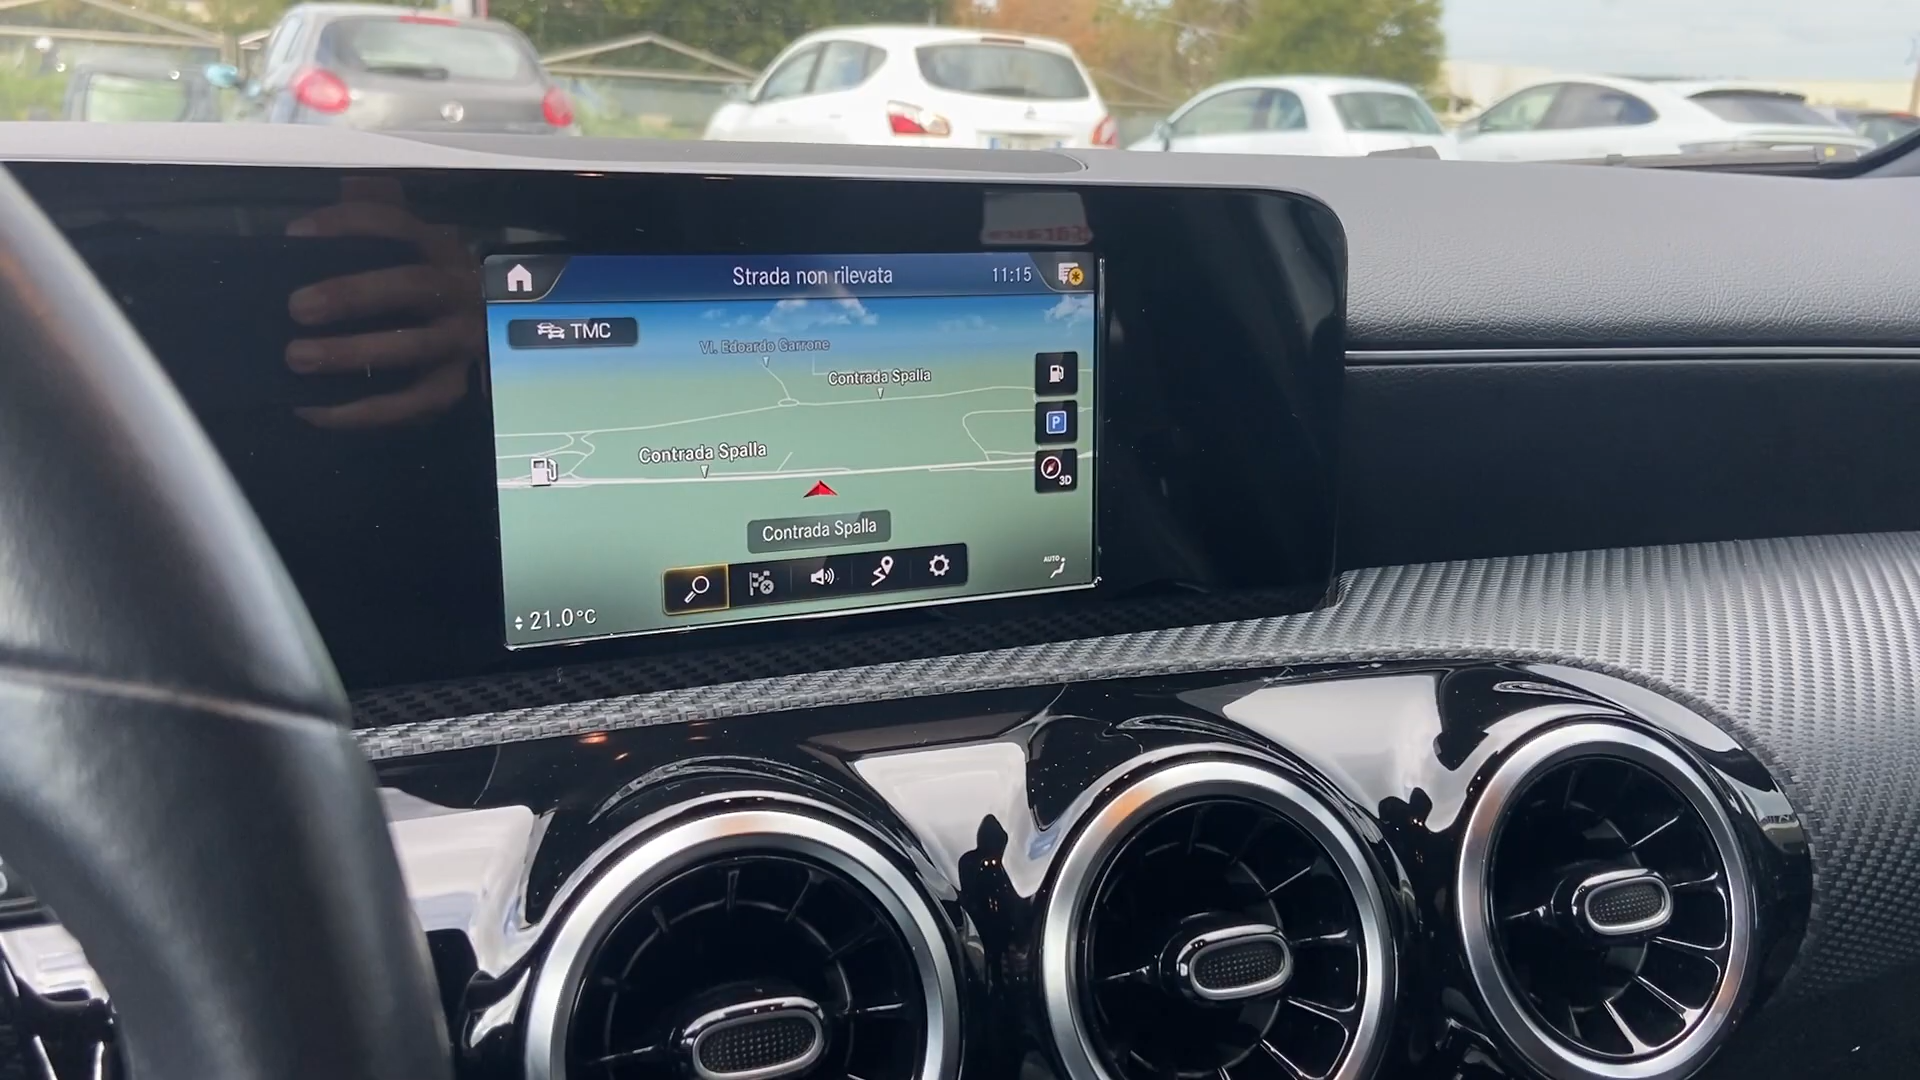 Strada non rilevata
11:15
TMC
Vl. Edoardo Garrone
Contrada Spalla
P
Contrada Spalla
3D
Contrada Spalla
AUTO
21.0°C